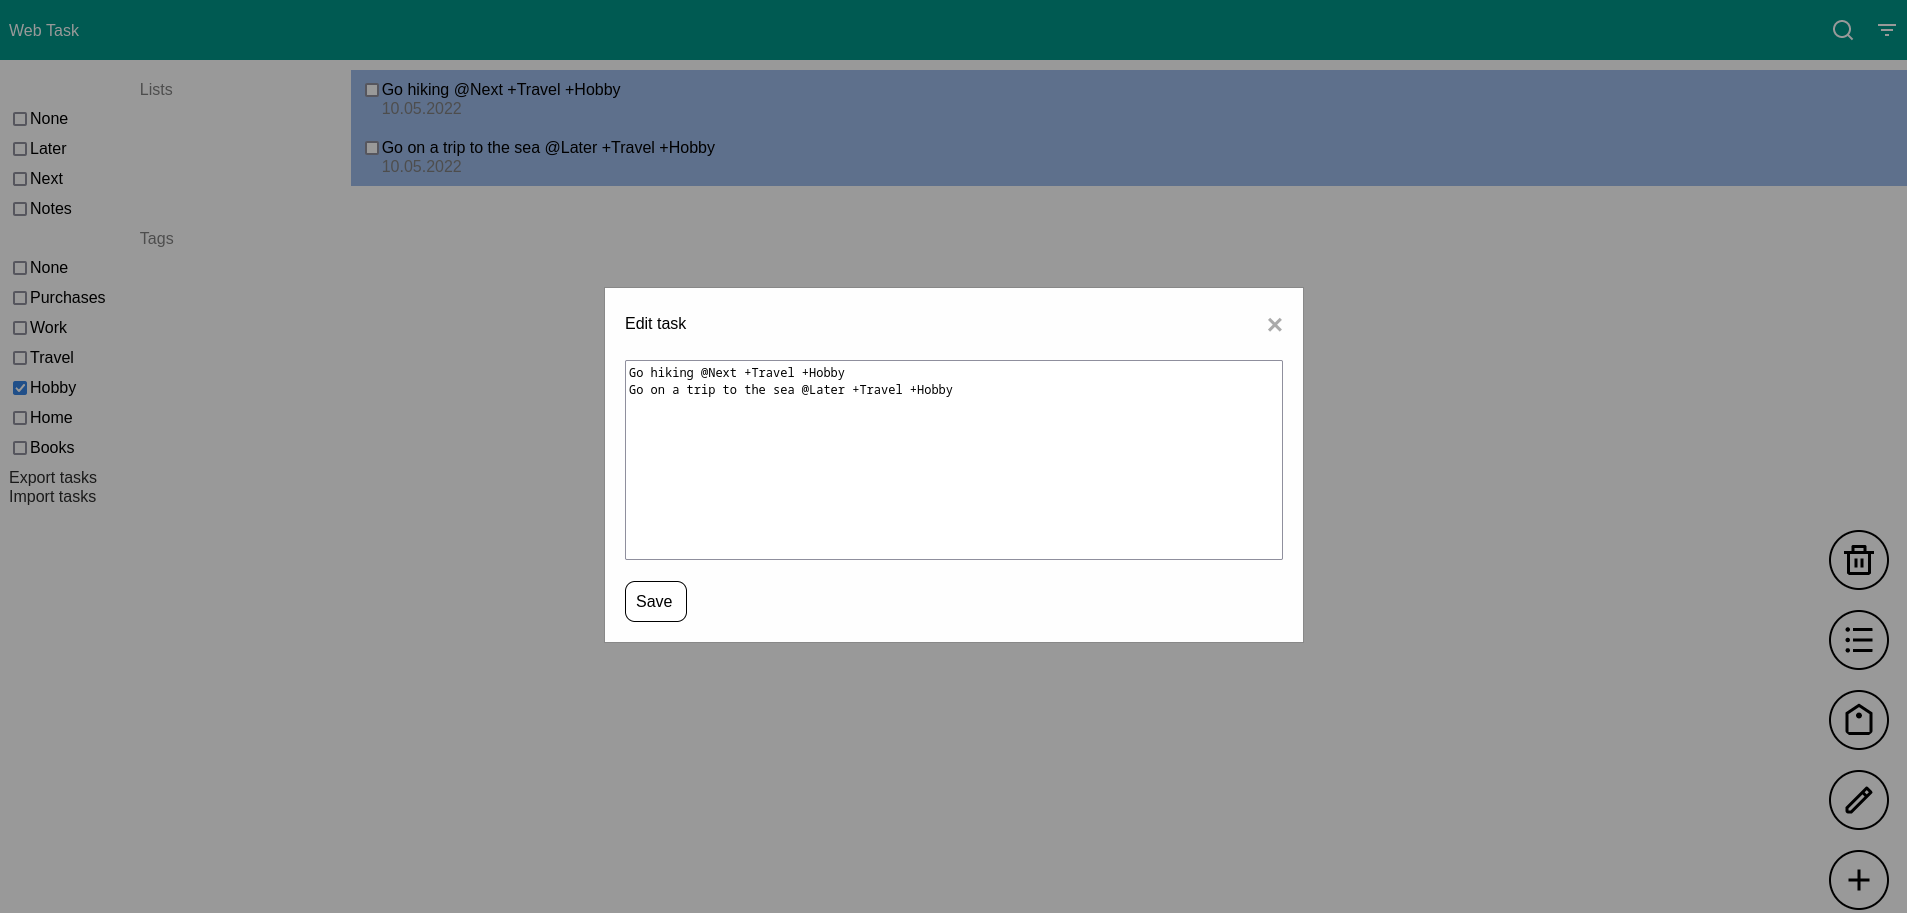 Web Task
Lists
None
Later
Next
Notes
Tags
None
Purchases
Work
Travel
Hobby
Home
Books
Export tasks
Import tasks
Go hiking @Next +Travel +Hobby
10.05.2022
Go on a trip to the sea @Later +Travel +Hobby
10.05.2022
Edit task
Go hiking @Next +Travel +Hobby
Go on a trip to the sea @Later +Travel +Hobby
Save